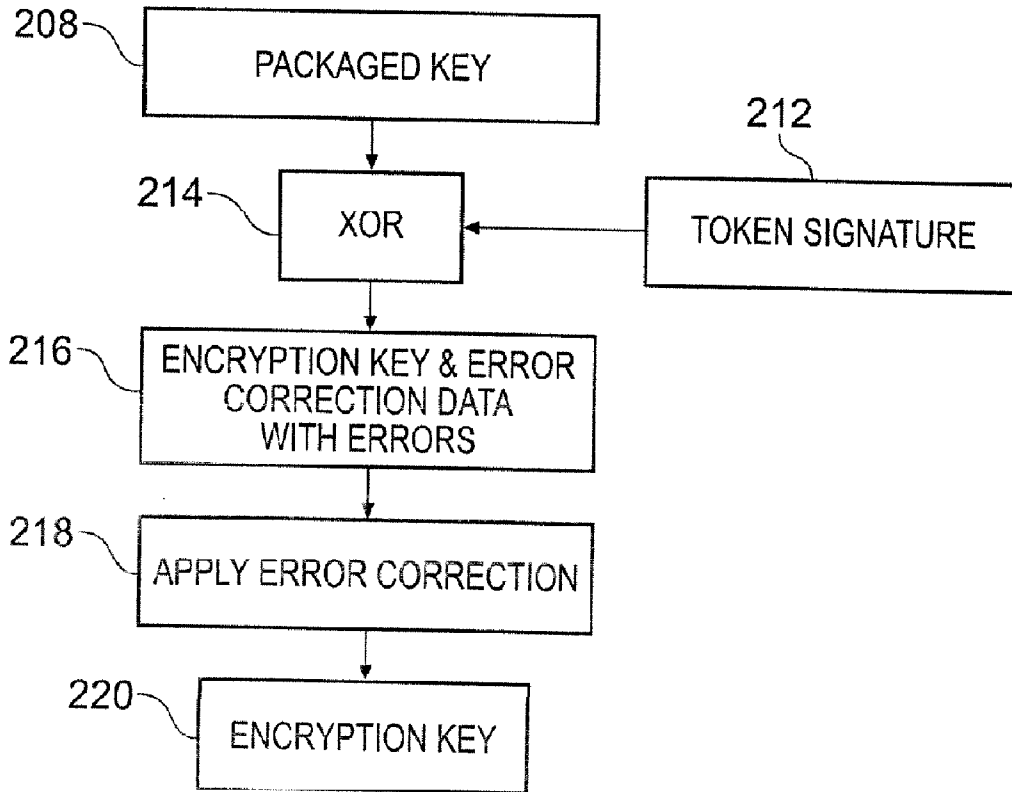 208
PACKAGED KEY
212
214
XOR
TOKEN SIGNATURE
216
ENCRYPTION KEY & ERROR
CORRECTION DATA
WITH ERRORS
218
APPLY ERROR CORRECTION
220
ENCRYPTION KEY